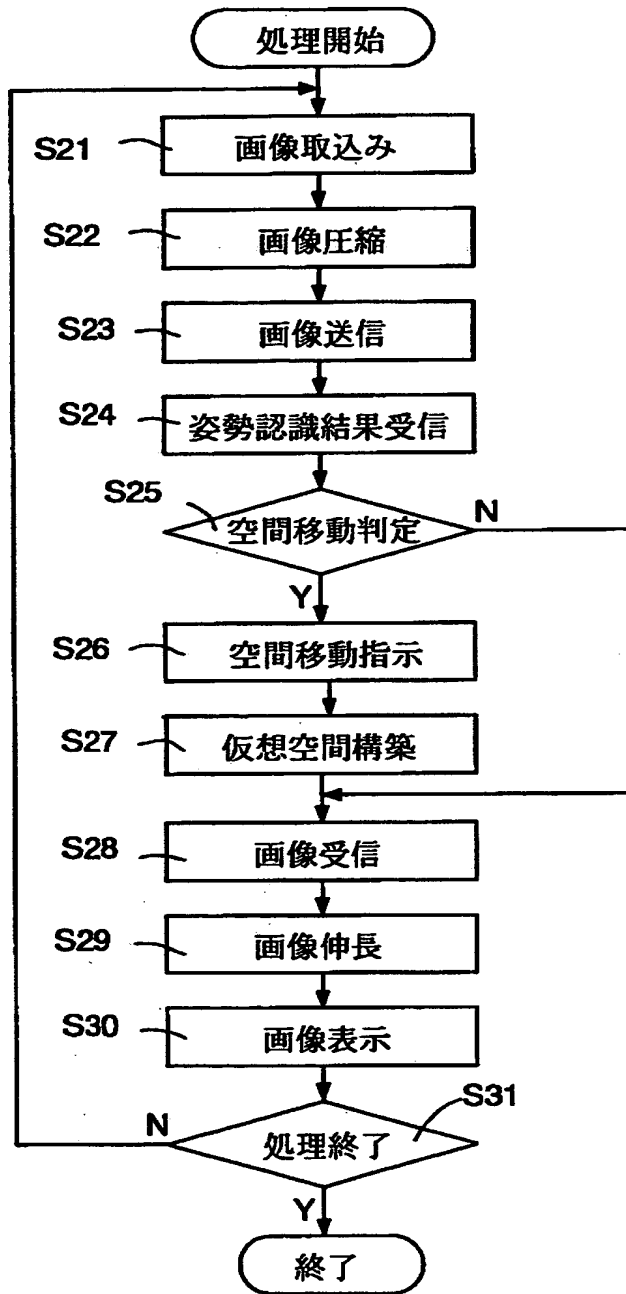 処理開始
S21 画像取込み
S22 画像圧縮
S23 画像送信
S24 姿勢認識結果受信
S25 空間移動判定 N
Y
S26 空間移動指示
S27 仮想空間構築
S28 画像受信
S29 画像伸長
S30 画像表示
S31
N 処理終了
Y
終了